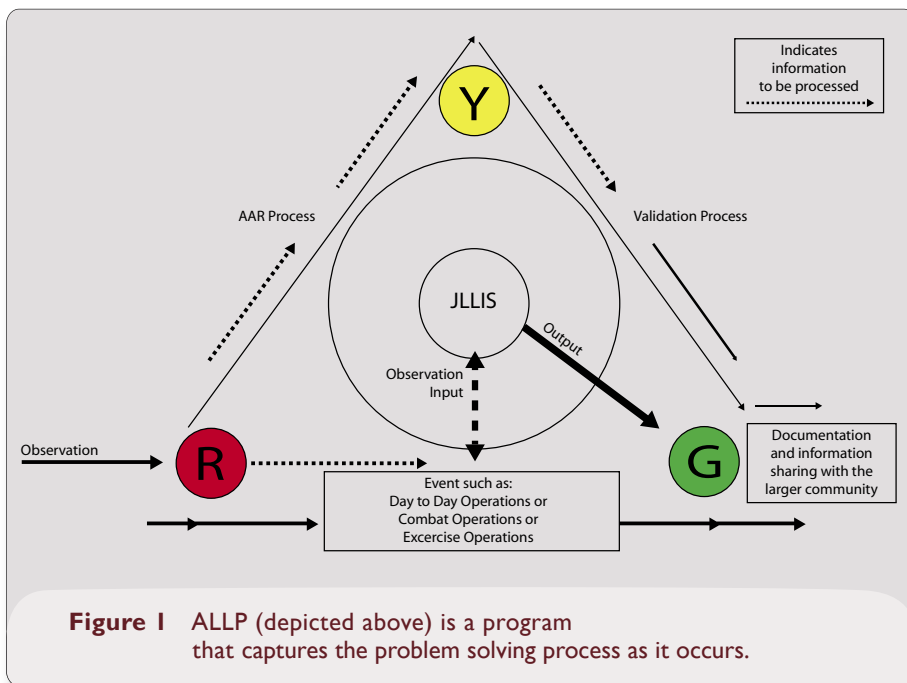 Indicates
information
to be processed
Y
AAR Process
Validation Process
JLLIS
Output
Observation
Input
Observation
R
G
Documentation
and information
sharing with the
larger community
Event such as:
Day to Day Operations or
Combat Operations or
Excercise Operations
Figure 1 ALLP (depicted above) is a program
that captures the problem solving process as it occurs.